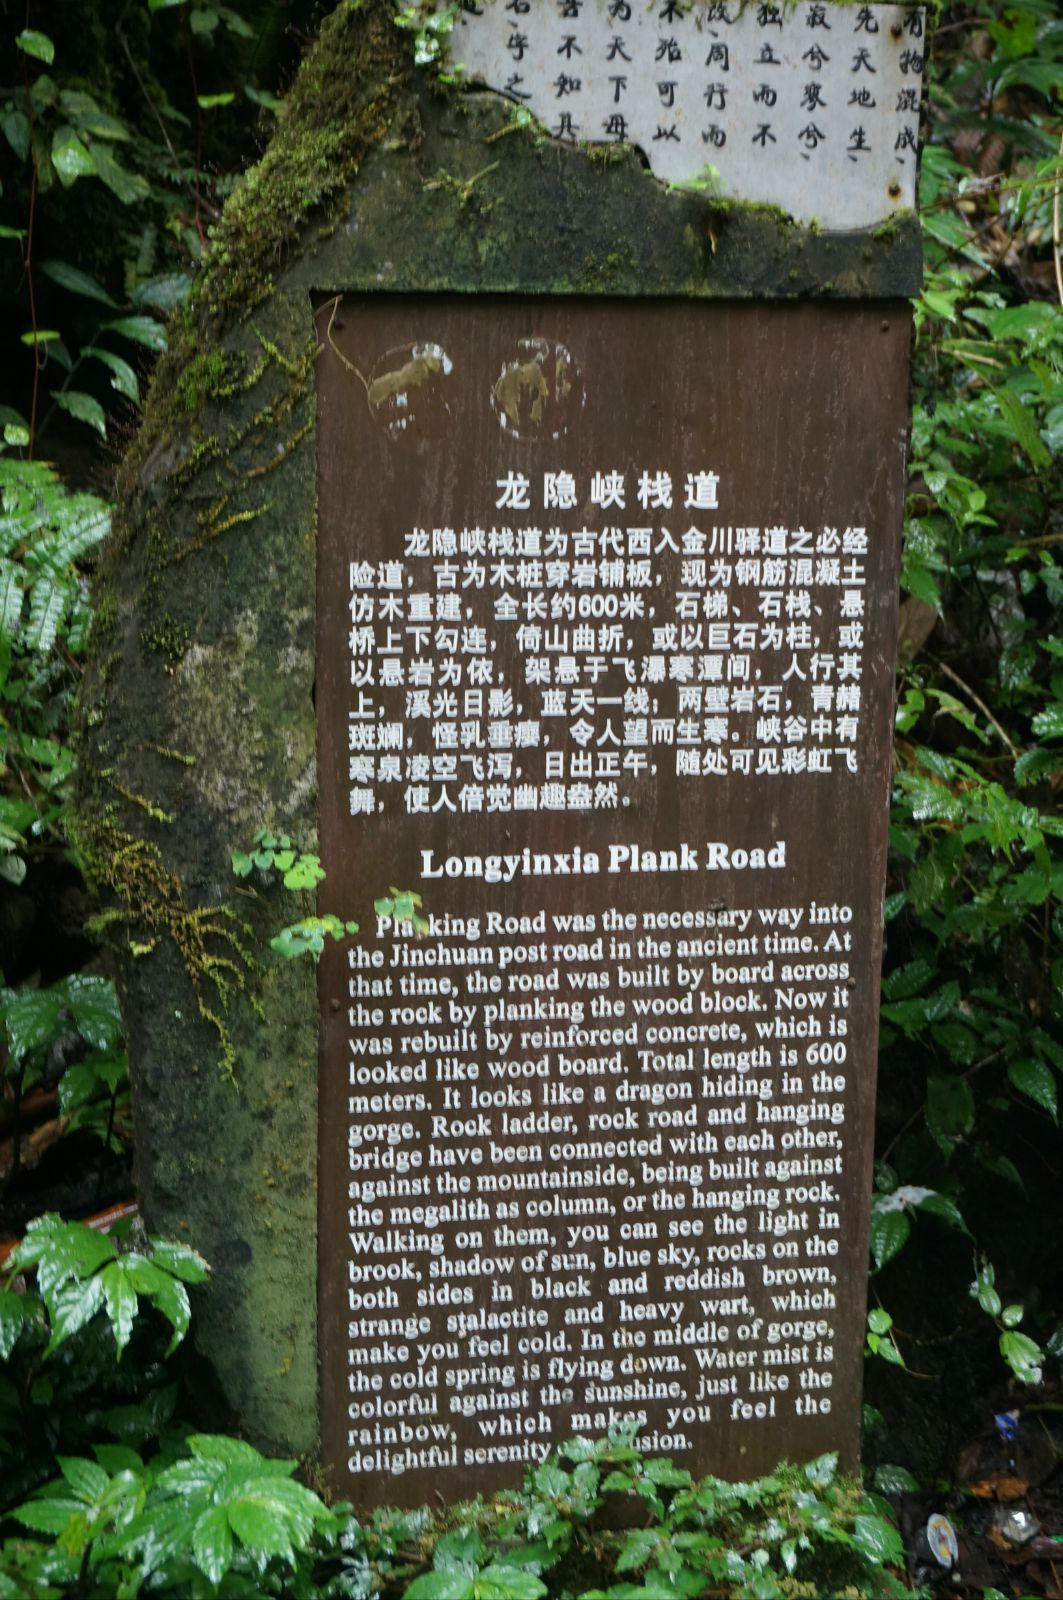 有物混成、
先天地生、
寂兮寥兮、
独立而不
改、周行而
不殆可以
为天下母
吾不知其
名、字之
龙隐峡栈道
龙隐峡栈道为古代西入金川驿道之必经
险道，古为木桩穿岩铺板，现为钢筋混凝土
仿木重建，全长约600米，石梯、石栈、悬
桥上下勾连，倚山曲折，或以巨石为柱，或
以悬岩为依，架悬于飞瀑寒潭间，人行其
上，溪光日影，蓝天一线；两壁岩石，青赭
斑斓，怪乳垂瘿，令人望而生寒。峡谷中有
寒泉凌空飞泻，日出正午，随处可见彩虹飞
舞，使人倍觉幽趣盎然。
Longyinxia Plank Road
Planking Road was the necessary way into
the Jinchuan post road in the ancient time. At
that time, the road was built by board across
the rock by planking the wood block. Now it
was rebuilt by reinforced concrete, which is
looked like wood board. Total length is 600
meters. It looks like a dragon hiding in the
gorge. Rock ladder, rock road and hanging
bridge have been connected with each other,
against the mountainside, being built against
the megalith as column, or the hanging rock.
Walking on them, you can see the light in
brook, shadow of sun, blue sky, rocks on the
both sides in black and reddish brown,
strange stalactite and heavy wart, which
make you feel cold. In the middle of gorge,
the cold spring is flying down. Water mist is
colorful against the sunshine, just like the
rainbow, which makes you feel the
delightful serenity